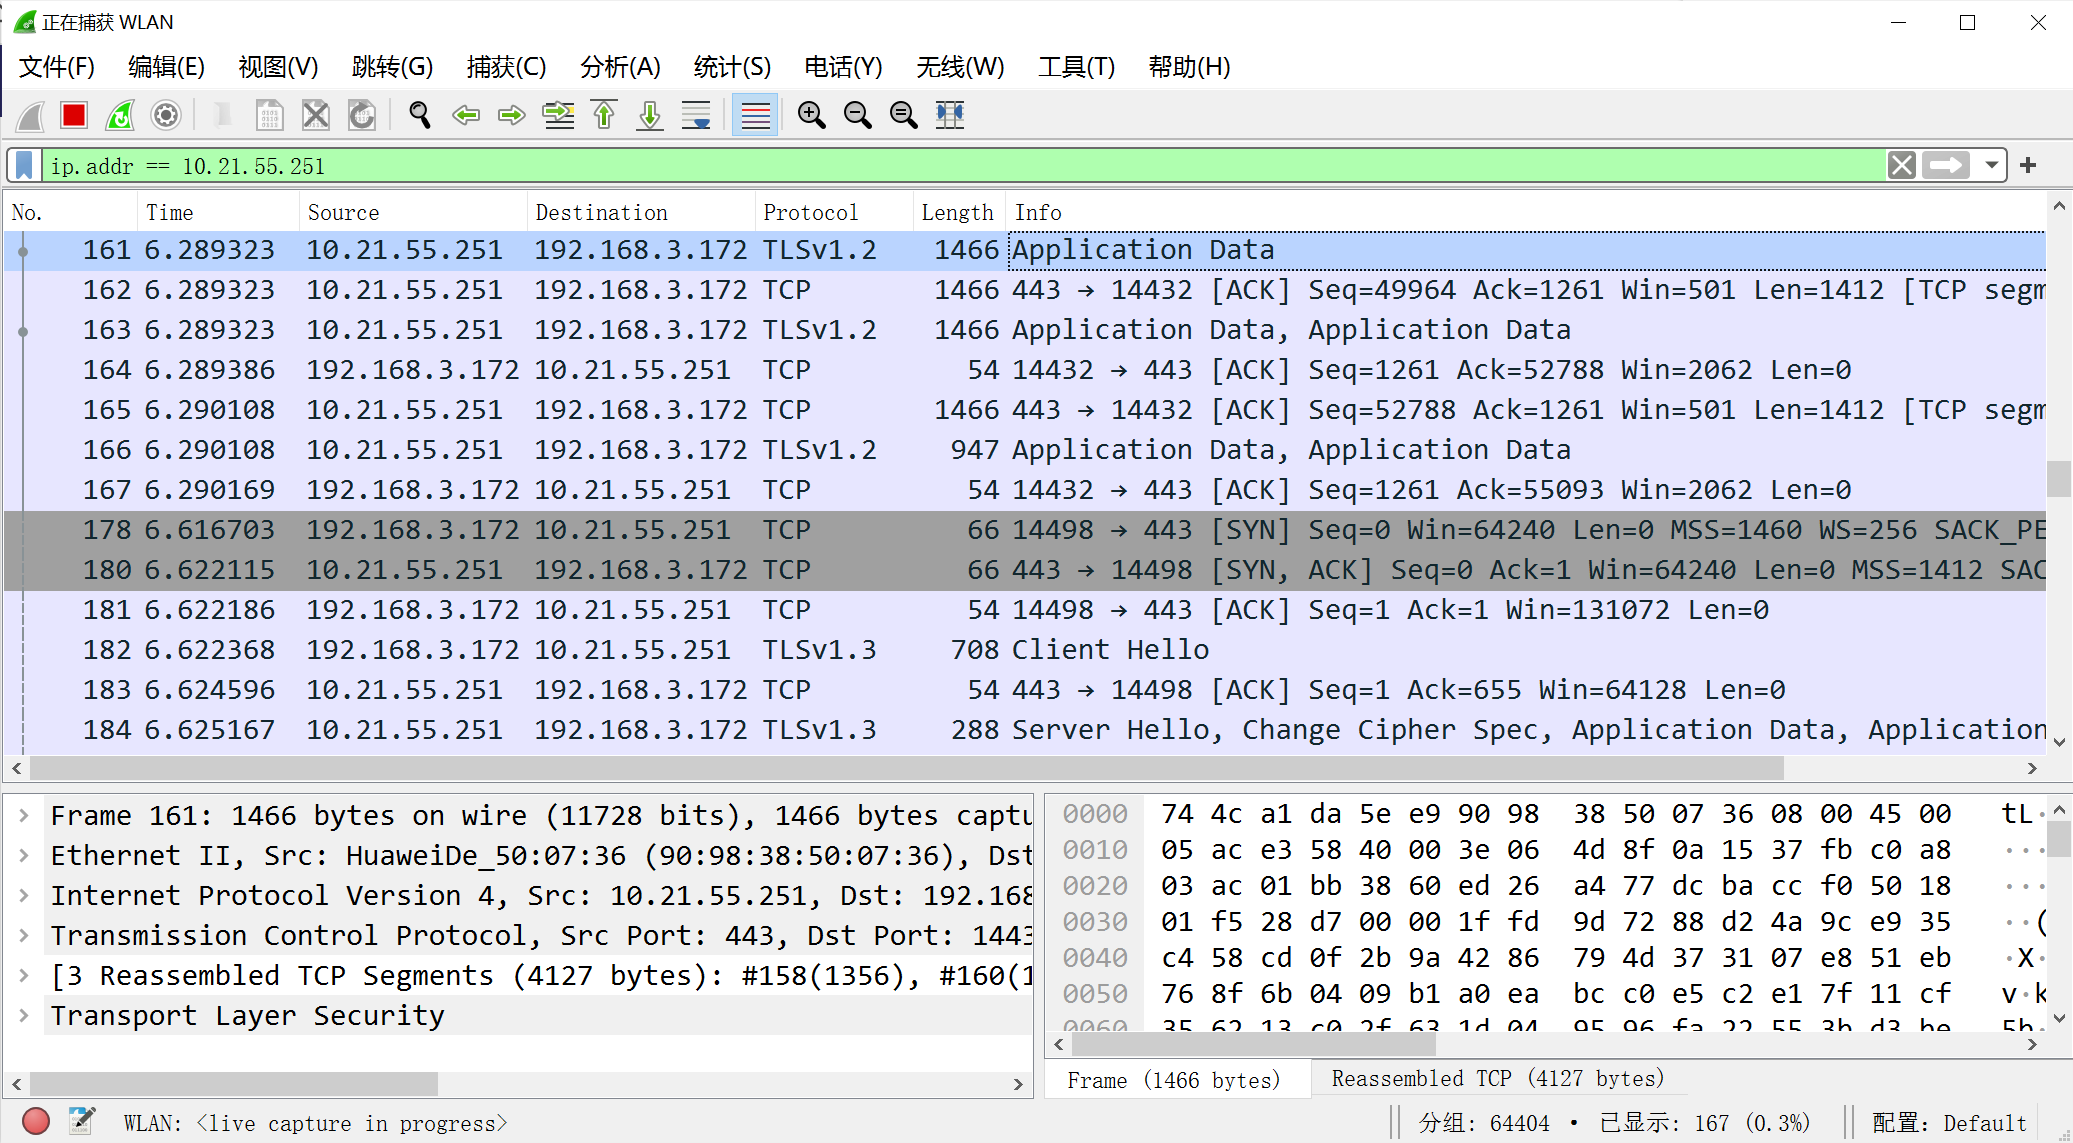 正在捕获 WLAN
文件(F) 编辑(E) 视图(V) 跳转(G) 捕获(C) 分析(A) 统计(S) 电话(Y) 无线(W) 工具(T) 帮助(H)
ip.addr == 10.21.55.251
No. Time Source Destination Protocol Length Info
161 6.289323 10.21.55.251 192.168.3.172 TLSv1.2 1466 Application Data
162 6.289323 10.21.55.251 192.168.3.172 TCP 1466 443 → 14432 [ACK] Seq=49964 Ack=1261 Win=501 Len=1412 [TCP segm
163 6.289323 10.21.55.251 192.168.3.172 TLSv1.2 1466 Application Data, Application Data
164 6.289386 192.168.3.172 10.21.55.251 TCP 54 14432 → 443 [ACK] Seq=1261 Ack=52788 Win=2062 Len=0
165 6.290108 10.21.55.251 192.168.3.172 TCP 1466 443 → 14432 [ACK] Seq=52788 Ack=1261 Win=501 Len=1412 [TCP segm
166 6.290108 10.21.55.251 192.168.3.172 TLSv1.2 947 Application Data, Application Data
167 6.290169 192.168.3.172 10.21.55.251 TCP 54 14432 → 443 [ACK] Seq=1261 Ack=55093 Win=2062 Len=0
178 6.616703 192.168.3.172 10.21.55.251 TCP 66 14498 → 443 [SYN] Seq=0 Win=64240 Len=0 MSS=1460 WS=256 SACK_PE
180 6.622115 10.21.55.251 192.168.3.172 TCP 66 443 → 14498 [SYN, ACK] Seq=0 Ack=1 Win=64240 Len=0 MSS=1412 SAC
181 6.622186 192.168.3.172 10.21.55.251 TCP 54 14498 → 443 [ACK] Seq=1 Ack=1 Win=131072 Len=0
182 6.622368 192.168.3.172 10.21.55.251 TLSv1.3 708 Client Hello
183 6.624596 10.21.55.251 192.168.3.172 TCP 54 443 → 14498 [ACK] Seq=1 Ack=655 Win=64128 Len=0
184 6.625167 10.21.55.251 192.168.3.172 TLSv1.3 288 Server Hello, Change Cipher Spec, Application Data, Application
Frame 161: 1466 bytes on wire (11728 bits), 1466 bytes captu
Ethernet II, Src: HuaweiDe_50:07:36 (90:98:38:50:07:36), Dst
Internet Protocol Version 4, Src: 10.21.55.251, Dst: 192.168
Transmission Control Protocol, Src Port: 443, Dst Port: 1443
[3 Reassembled TCP Segments (4127 bytes): #158(1356), #160(1
Transport Layer Security
0000 74 4c a1 da 5e e9 90 98 38 50 07 36 08 00 45 00 tL·
0010 05 ac e3 58 40 00 3e 06 4d 8f 0a 15 37 fb c0 a8 ···
0020 03 ac 01 bb 38 60 ed 26 a4 77 dc ba cc f0 50 18 ···
0030 01 f5 28 d7 00 00 1f fd 9d 72 88 d2 4a 9c e9 35 ··(
0040 c4 58 cd 0f 2b 9a 42 86 79 4d 37 31 07 e8 51 eb ·X·
0050 76 8f 6b 04 09 b1 a0 ea bc c0 e5 c2 e1 7f 11 cf v·k
0060 35 62 13 c0 2f 63 1d 04 95 96 fa 22 55 3b d3 be 5b·
Frame (1466 bytes) Reassembled TCP (4127 bytes)
WLAN: <live capture in progress> 分组: 64404 · 已显示: 167 (0.3%) 配置: Default